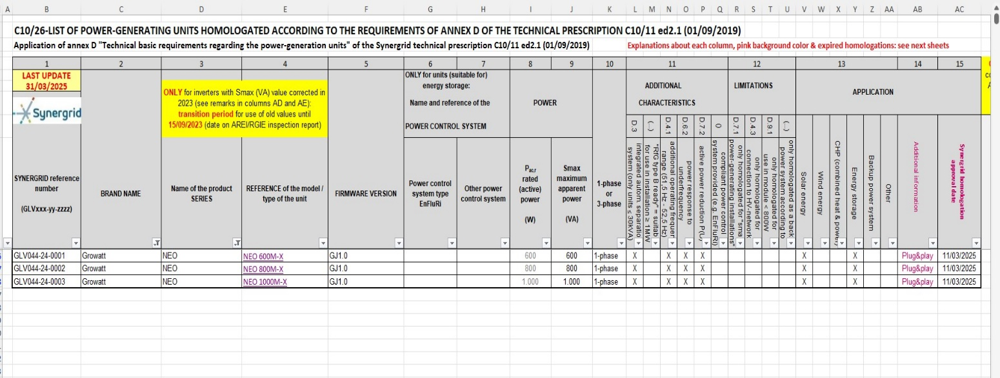 A B C D E F G H I J K L M N O P Q R S T U V W X Y Z AA AB AC
C10/26-LIST OF POWER-GENERATING UNITS HOMOLOGATED ACCORDING TO THE REQUIREMENTS OF ANNEX D OF THE TECHNICAL PRESCRIPTION C10/11 ed2.1 (01/09/2019)
Application of annex D "Technical basic requirements regarding the power-generation units" of the Synergrid technical prescription C10/11 ed2.1 (01/09/2019)
Explanations about each column, pink background color & expired homologations: see next sheets
1 2 3 4 5 6 7 8 9 10 11 12 13 14 15
LAST UPDATE
31/03/2025
Synergrid
SYNERGRID reference
number
(GLVxxx-yy-zzzz)
BRAND NAME
ONLY for inverters with Smax (VA) value corrected in
2023 (see remarks in columns AD and AE):
transition period for use of old values until
15/09/2023 (date on AREI/RGIE inspection report)
Name of the product
SERIES
REFERENCE of the model /
type of the unit
FIRMWARE VERSION
ONLY for units (suitable for)
energy storage:
Name and reference of the
POWER CONTROL SYSTEM
Power control
system type
EnFluRi
Other power
control system
POWER
Pac,r
rated
(active)
power
(W)
Smax
maximum
apparent
power
(VA)
1-phase
or
3-phase
ADDITIONAL
CHARACTERISTICS
D.3
integrated autom. separatio
system (only units ≤ 30kVA)
(...)
"RfG type B ready" = suitab
for use in installation ≥ 1MW
D.4.1
additional operating frequer
range (51,5 Hz - 52,5 Hz)
D.6.2
power response to
underfrequency
D.7.2
active power reduction P(U)
()
compliant power control
system provided (e.g. EnFluRi)
LIMITATIONS
D.7.1
only homologated for "sma
power-generating installations"
D.4.3
only homologated for
connection to HV-network
D.9.1
only homologated for
use in module < 800W
(...)
only homologated as a back
power system according to
APPLICATION
Solar energy
Wind energy
CHP (combined heat & power)
Energy storage
Backup power system
Other
Additional information
Synergrid homologation
approval date
GLV044-24-0001 Growatt NEO NEO 600M-X GJ1.0 600 600 1-phase X X X X X X Plug&play 11/03/2025
GLV044-24-0002 Growatt NEO NEO 800M-X GJ1.0 800 800 1-phase X X X X X X Plug&play 11/03/2025
GLV044-24-0003 Growatt NEO NEO 1000M-X GJ1.0 1.000 1.000 1-phase X X X X X X Plug&play 11/03/2025